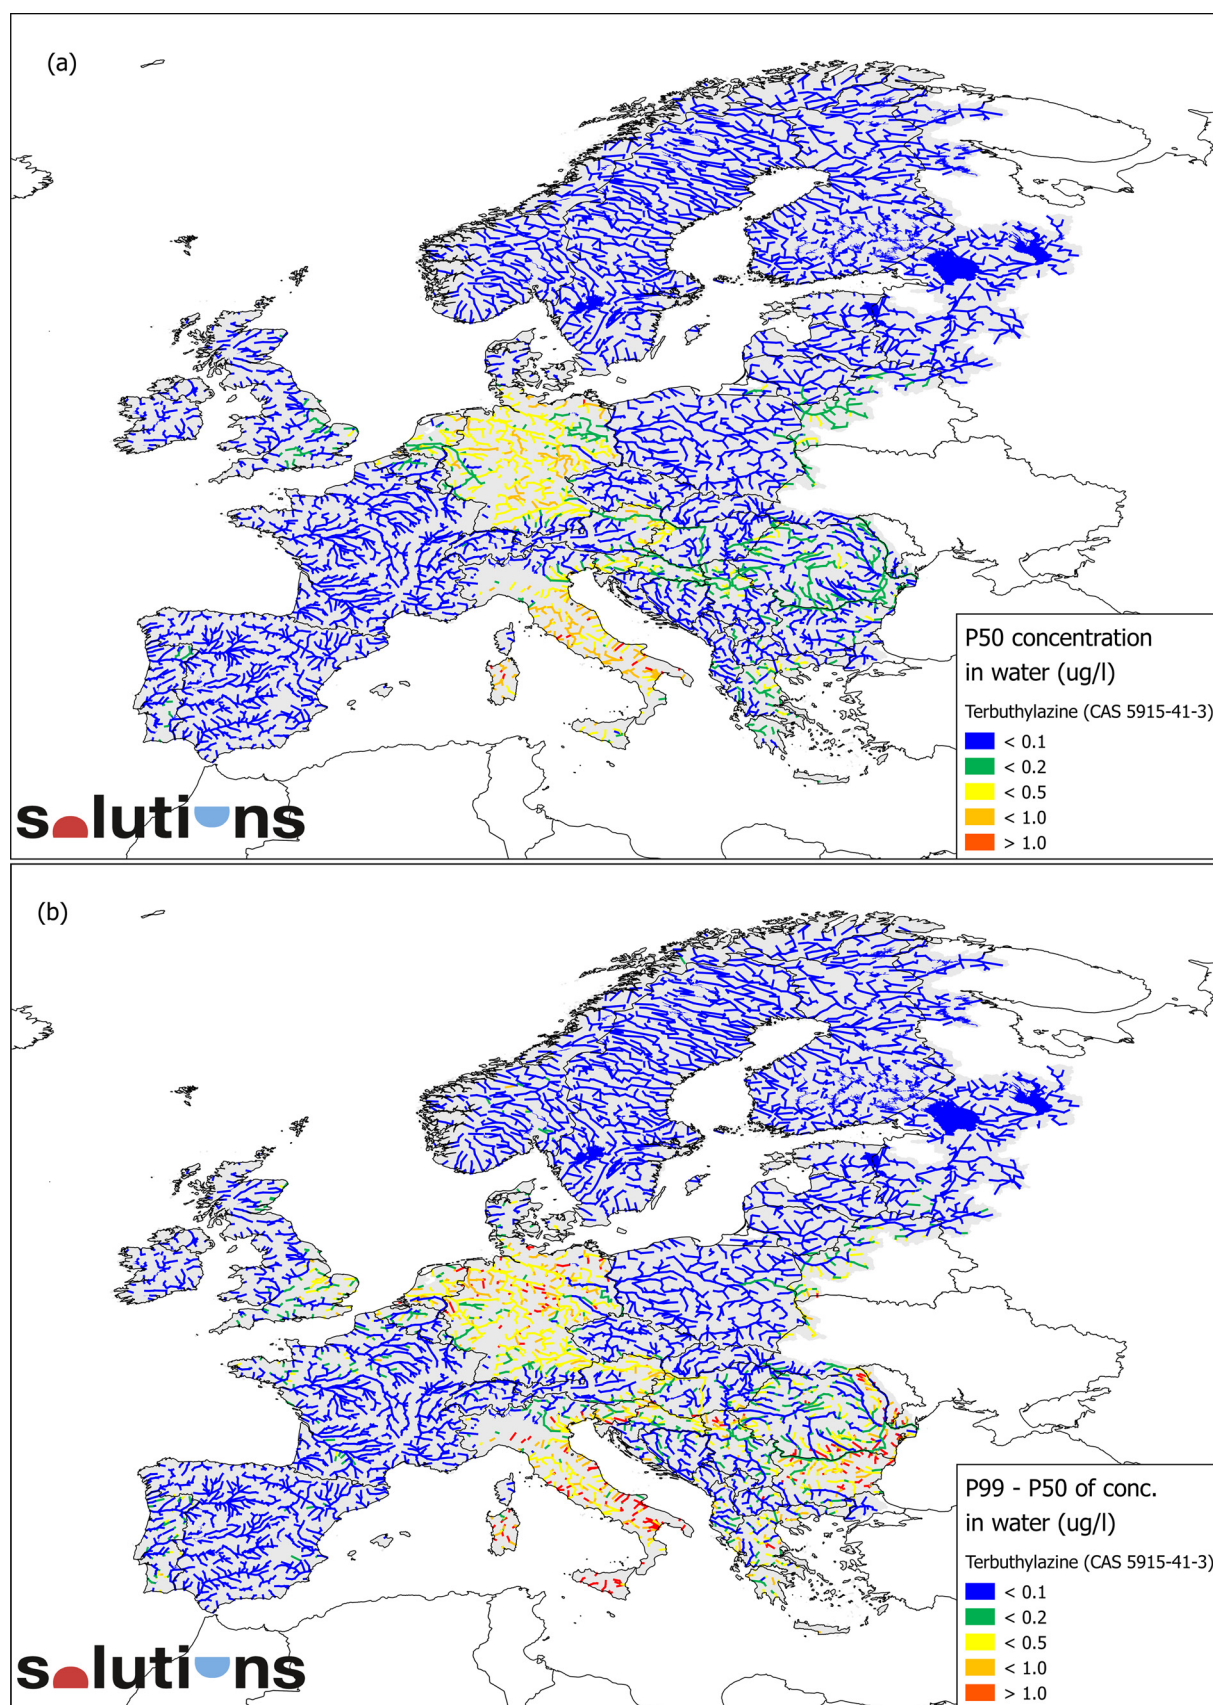 (a)
P50 concentration
in water (ug/l)
Terbuthylazine (CAS 5915-41-3)
< 0.1
< 0.2
< 0.5
< 1.0
> 1.0
solutions
(b)
P99 - P50 of conc.
in water (ug/l)
Terbuthylazine (CAS 5915-41-3)
< 0.1
< 0.2
< 0.5
< 1.0
> 1.0
solutions